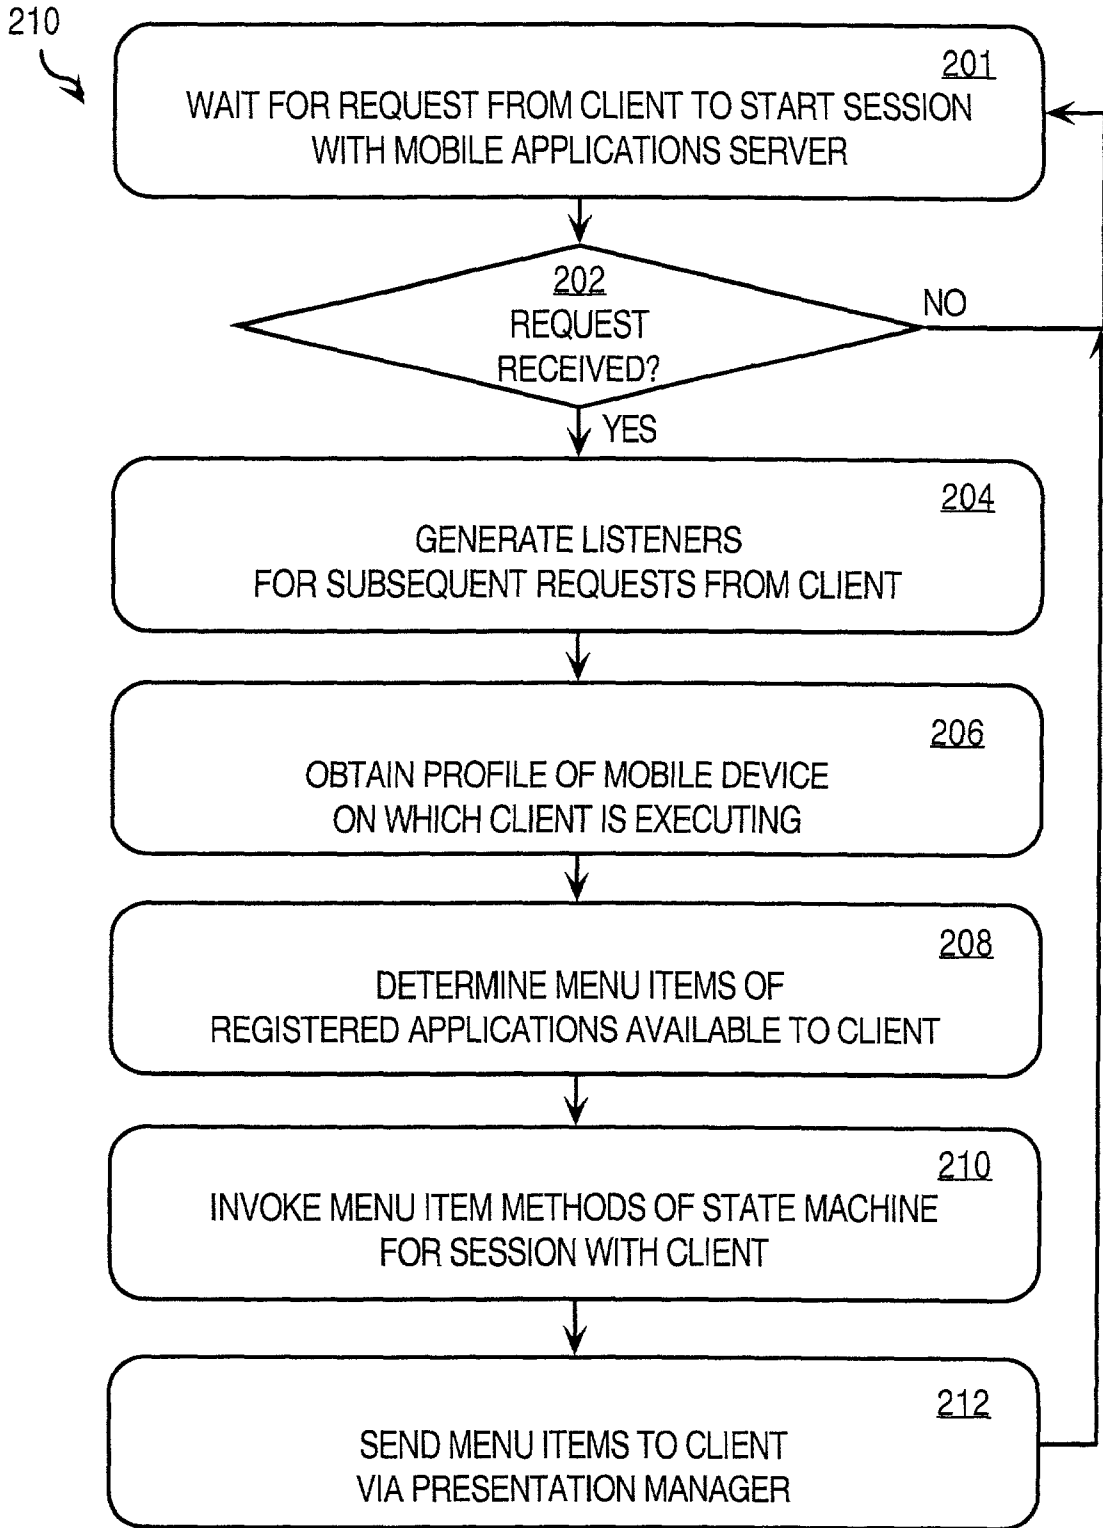 210
201
WAIT FOR REQUEST FROM CLIENT TO START SESSION
WITH MOBILE APPLICATIONS SERVER
202
REQUEST
RECEIVED?
NO
YES
204
GENERATE LISTENERS
FOR SUBSEQUENT REQUESTS FROM CLIENT
206
OBTAIN PROFILE OF MOBILE DEVICE
ON WHICH CLIENT IS EXECUTING
208
DETERMINE MENU ITEMS OF
REGISTERED APPLICATIONS AVAILABLE TO CLIENT
210
INVOKE MENU ITEM METHODS OF STATE MACHINE
FOR SESSION WITH CLIENT
212
SEND MENU ITEMS TO CLIENT
VIA PRESENTATION MANAGER